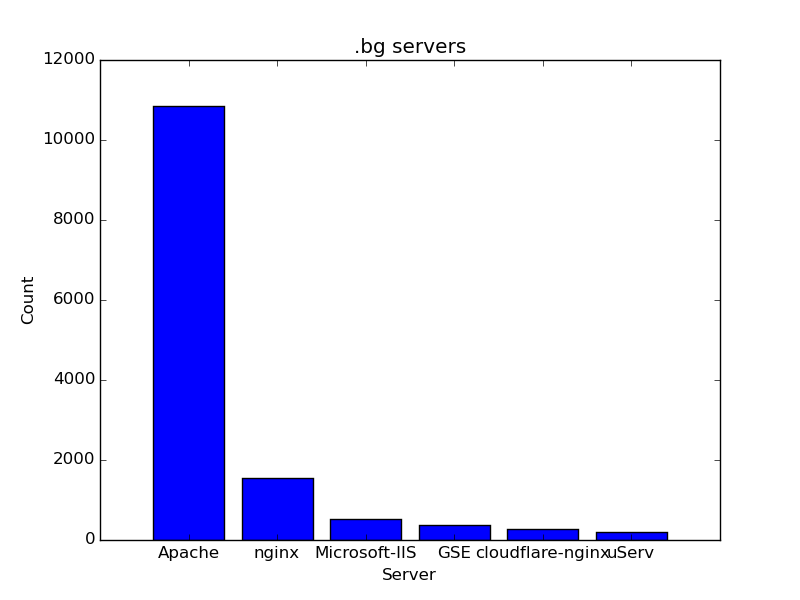 .bg servers
12000
10000
8000
6000
4000
2000
0
Count
Apache nginx Microsoft-IIS GSE cloudflare-nginx uServ
Server